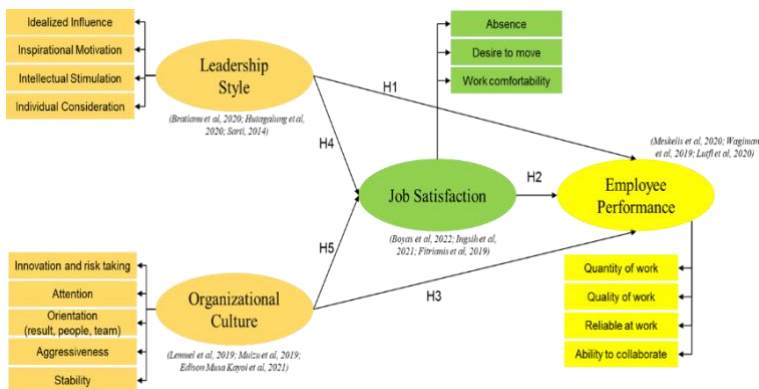 Idealized Influence
Inspirational Motivation
Intellectual Stimulation
Individual Consideration
Leadership
Style
(Bratianu et al, 2020; Hutagalung et al,
2020; Sarti, 2014)
Absence
Desire to move
Work comfortability
H1
H4
(Meskelis et al, 2020; Wagiman
et al, 2019; Lutfi et al, 2020)
Job Satisfaction
H2
Employee
Performance
(Boyas et al, 2022; Ingsih et al,
2021; Fitrianis et al, 2019)
H5
H3
Innovation and risk taking
Attention
Orientation
(result, people, team)
Aggressiveness
Stability
Organizational
Culture
(Lemuel et al, 2019; Muizu et al, 2019;
Edison Musa Kayoi et al, 2021)
Quantity of work
Quality of work
Reliable at work
Ability to collaborate